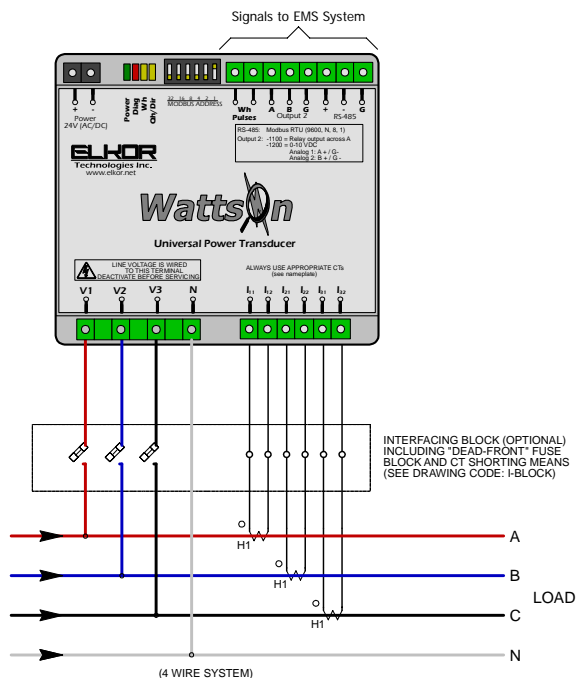 Signals to EMS System
+ -
Power
24V (AC/DC)
Power
Diag
Wh
Qh/Dir
32 16 8 4 2 1
MODBUS ADDRESS
Wh
Pulses
A B G
Output 2
+ - G
RS-485
RS-485: Modbus RTU (9600, N, 8, 1)
Output 2: -1100 = Relay output across A
-1200 = 0-10 VDC
Analog 1: A + / G-
Analog 2: B + / G -
ELKOR
Technologies Inc.
www.elkor.net
WattsOn
Universal Power Transducer
LINE VOLTAGE IS WIRED
TO THIS TERMINAL
DEACTIVATE BEFORE SERVICING
ALWAYS USE APPROPRIATE CTs
(see nameplate)
V1 V2 V3 N
I11 I12 I21 I22 I31 I32
INTERFACING BLOCK (OPTIONAL)
INCLUDING "DEAD-FRONT" FUSE
BLOCK AND CT SHORTING MEANS
(SEE DRAWING CODE: I-BLOCK)
H1
A
H1
B
LOAD
H1
C
N
(4 WIRE SYSTEM)